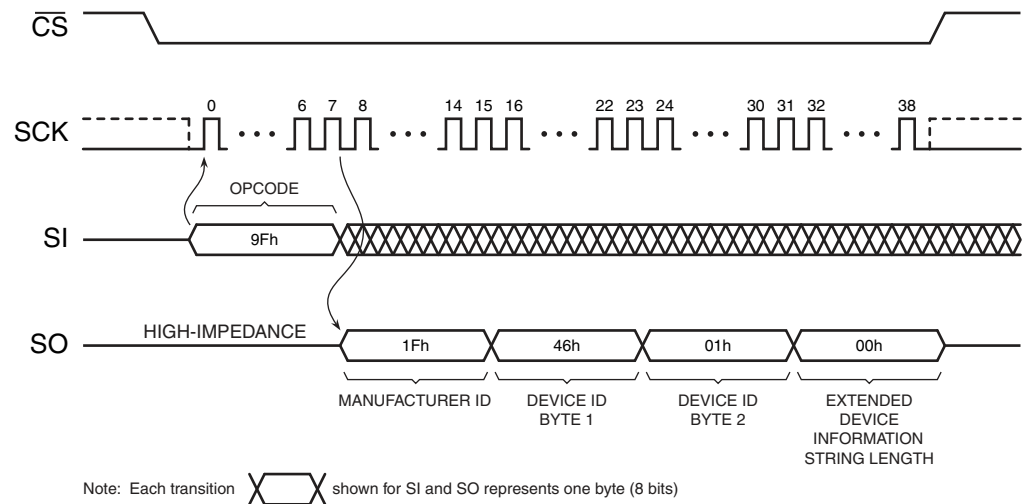 CS
SCK
0 6 7 8 14 15 16 22 23 24 30 31 32 38
OPCODE
SI
9Fh
HIGH-IMPEDANCE
SO
1Fh 46h 01h 00h
MANUFACTURER ID
DEVICE ID
BYTE 1
DEVICE ID
BYTE 2
EXTENDED
DEVICE
INFORMATION
STRING LENGTH
Note: Each transition shown for SI and SO represents one byte (8 bits)